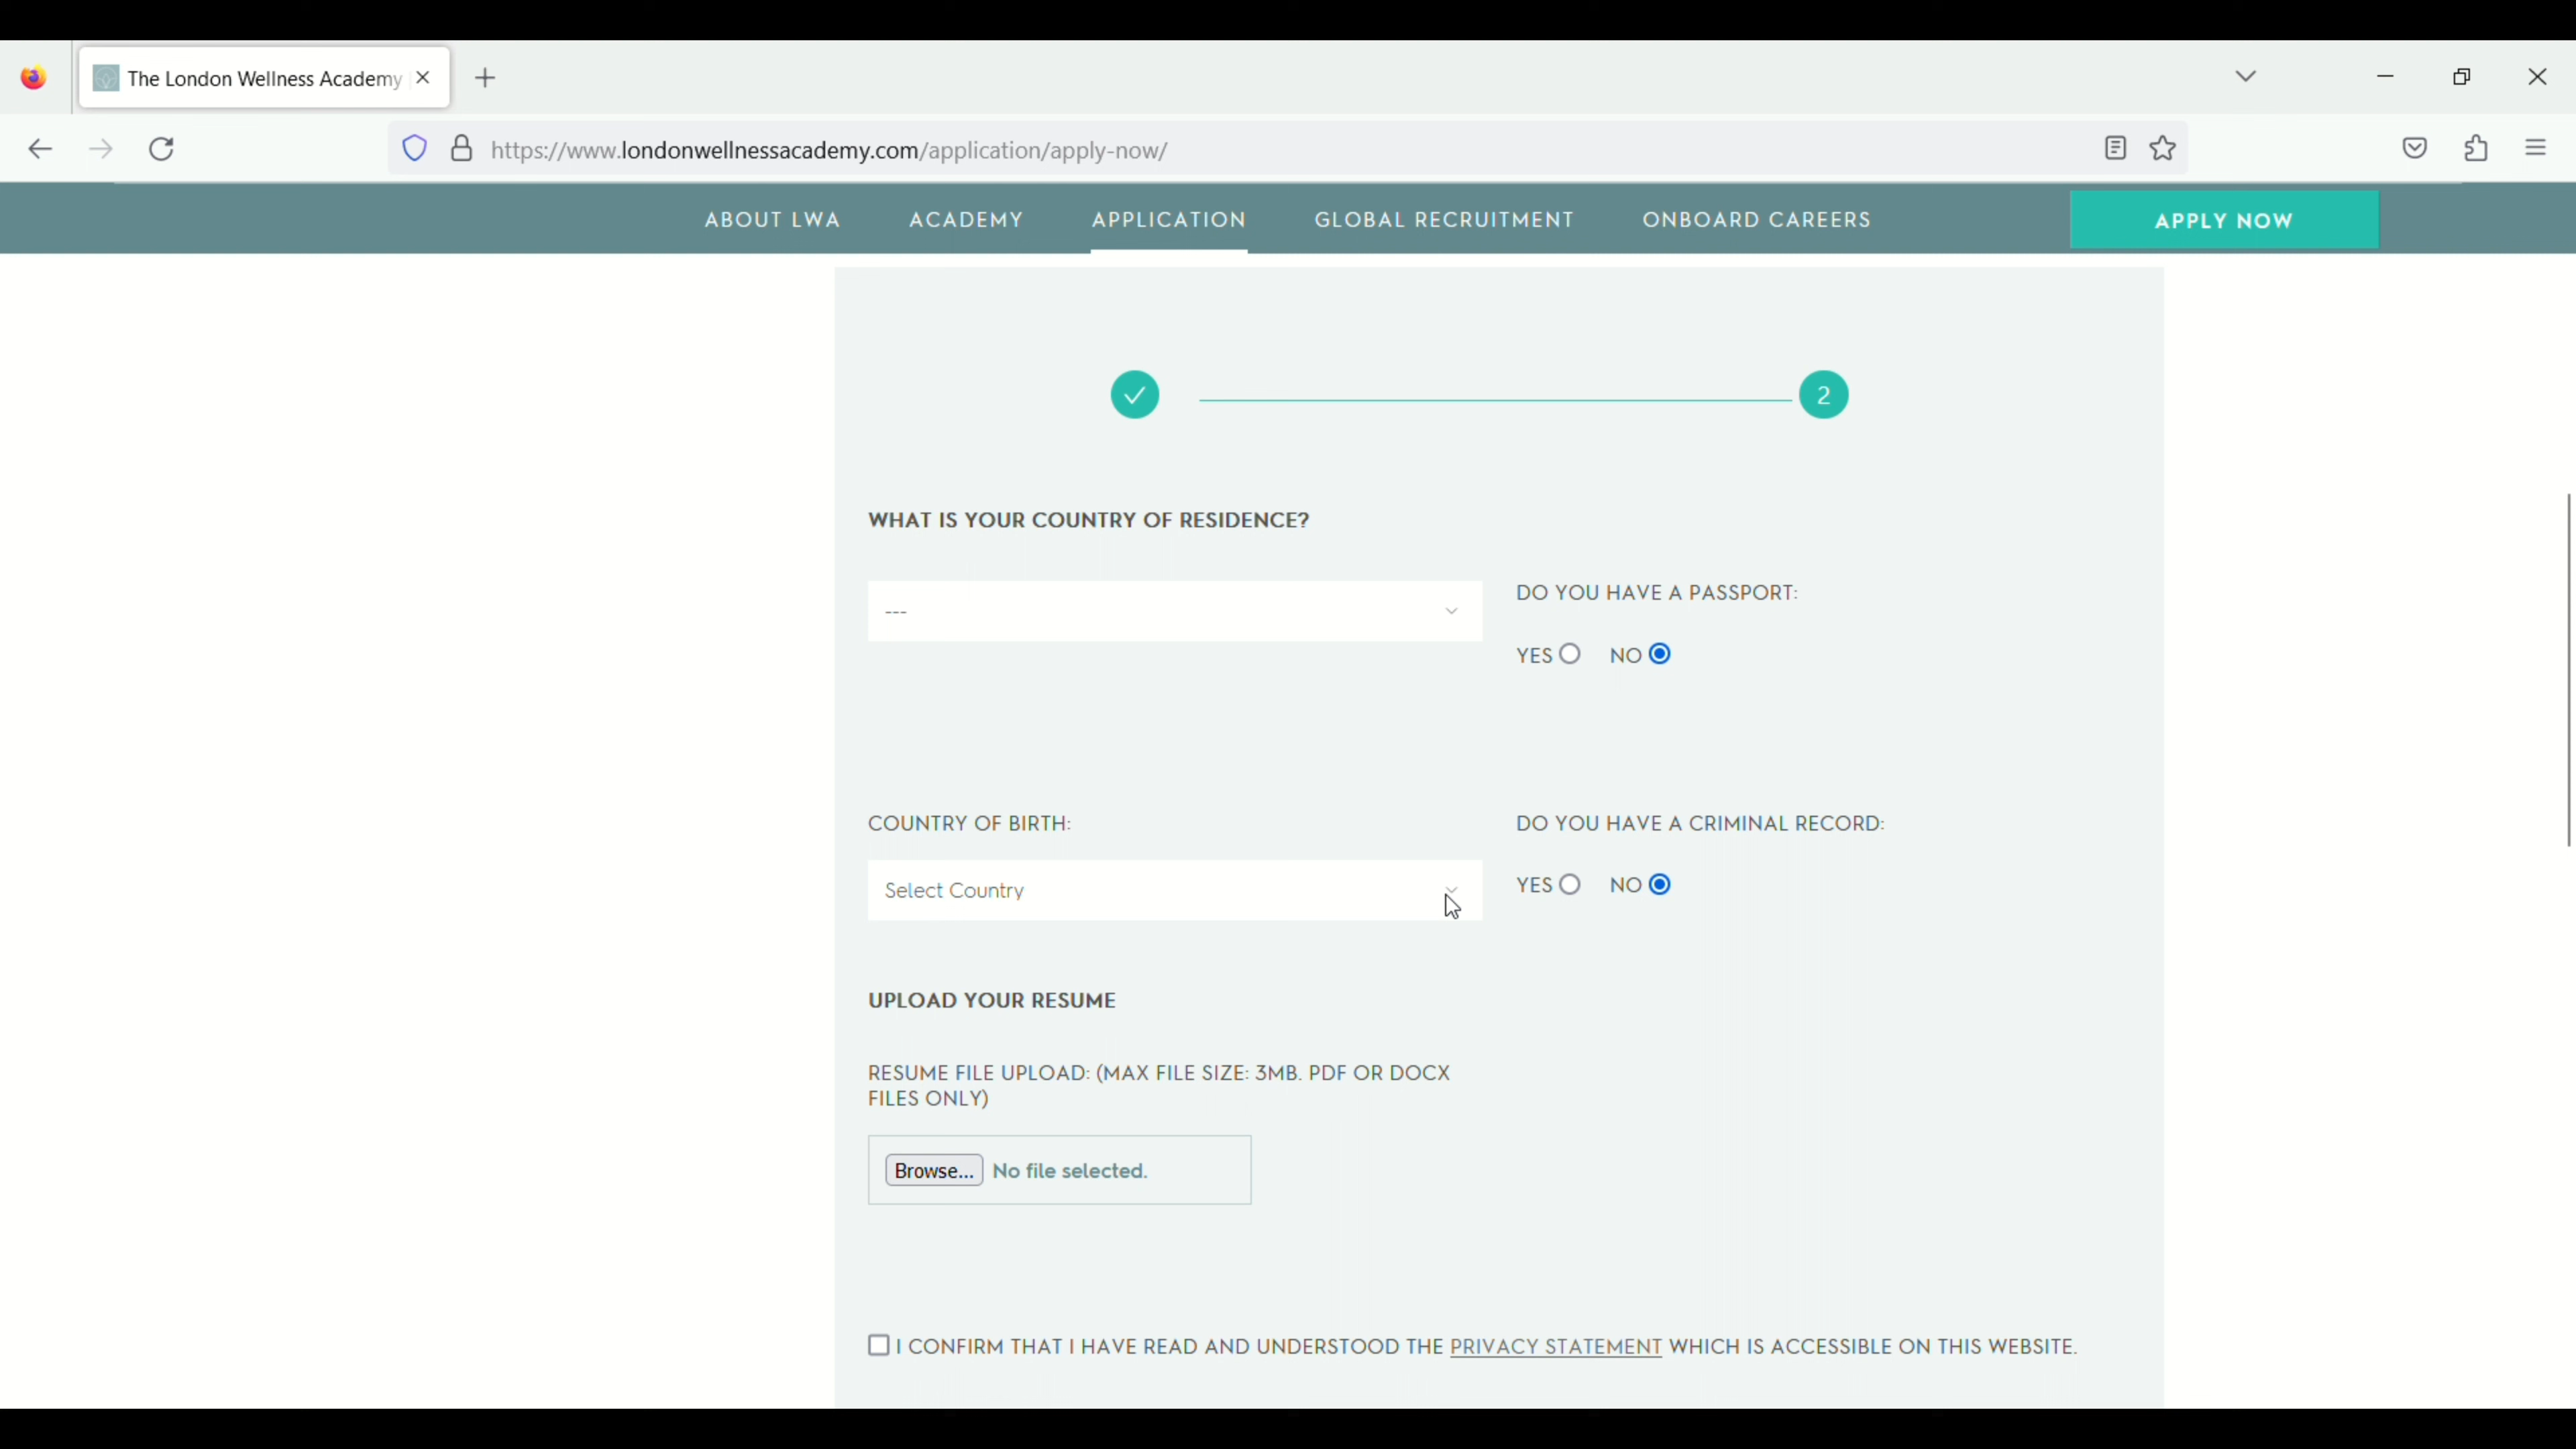 The London Wellness Academy
https://www.londonwellnessacademy.com/application/apply-now/
ABOUT LWA ACADEMY APPLICATION GLOBAL RECRUITMENT ONBOARD CAREERS APPLY NOW
2
WHAT IS YOUR COUNTRY OF RESIDENCE?
---
DO YOU HAVE A PASSPORT:
YES NO
COUNTRY OF BIRTH:
Select Country
DO YOU HAVE A CRIMINAL RECORD:
YES NO
UPLOAD YOUR RESUME
RESUME FILE UPLOAD: (MAX FILE SIZE: 3MB. PDF OR DOCX
FILES ONLY)
Browse... No file selected.
I CONFIRM THAT I HAVE READ AND UNDERSTOOD THE PRIVACY STATEMENT WHICH IS ACCESSIBLE ON THIS WEBSITE.